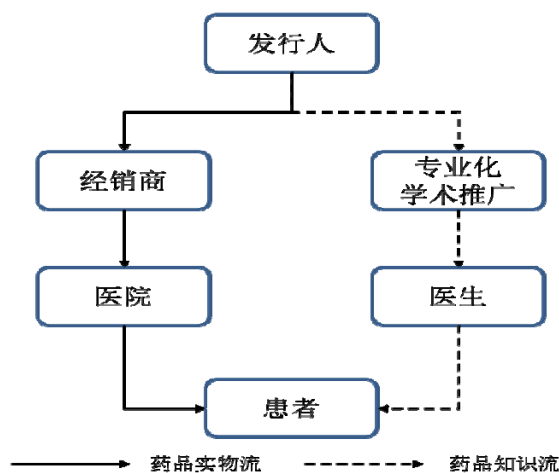 发行人
经销商
专业化
学术推广
医院
医生
患者
药品实物流
药品知识流